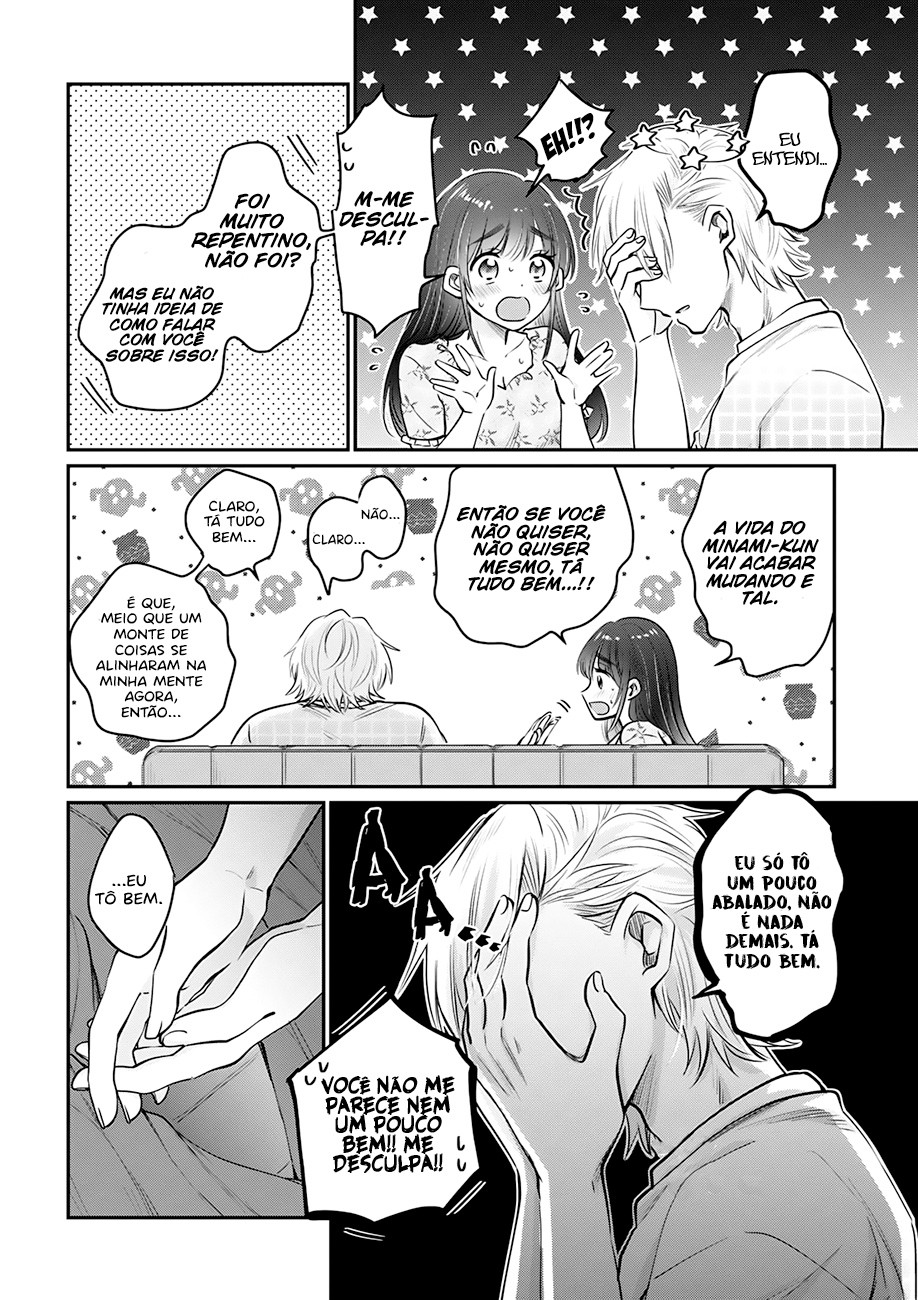 EU
ENTENDI...
EH!!?
M-ME
DESCUL-
PA!!
FOI
MUITO
REPENTINO,
NÃO FOI?
MAS EU NÃO
TINHA IDEIA DE
COMO FALAR
COM VOCÊ
SOBRE ISSO!
A VIDA DO
MINAMI-KUN
VAI ACABAR
MUDANDO E
TAL.
ENTÃO SE VOCÊ
NÃO QUISER,
NÃO QUISER
MESMO, TÁ
TUDO BEM...!!
NÃO...
CLARO...
CLARO,
TÁ TUDO
BEM...
É QUE,
MEIO QUE UM
MONTE DE
COISAS SE
ALINHARAM NA
MINHA MENTE
AGORA,
ENTÃO...
EU SÓ TÔ
UM POUCO
ABALADO, NÃO
É NADA
DEMAIS. TÁ
TUDO BEM.
A
A...
VOCÊ NÃO ME
PARECE NEM
UM POUCO
BEM!! ME
DESCULPA!!
...EU
TÔ BEM.